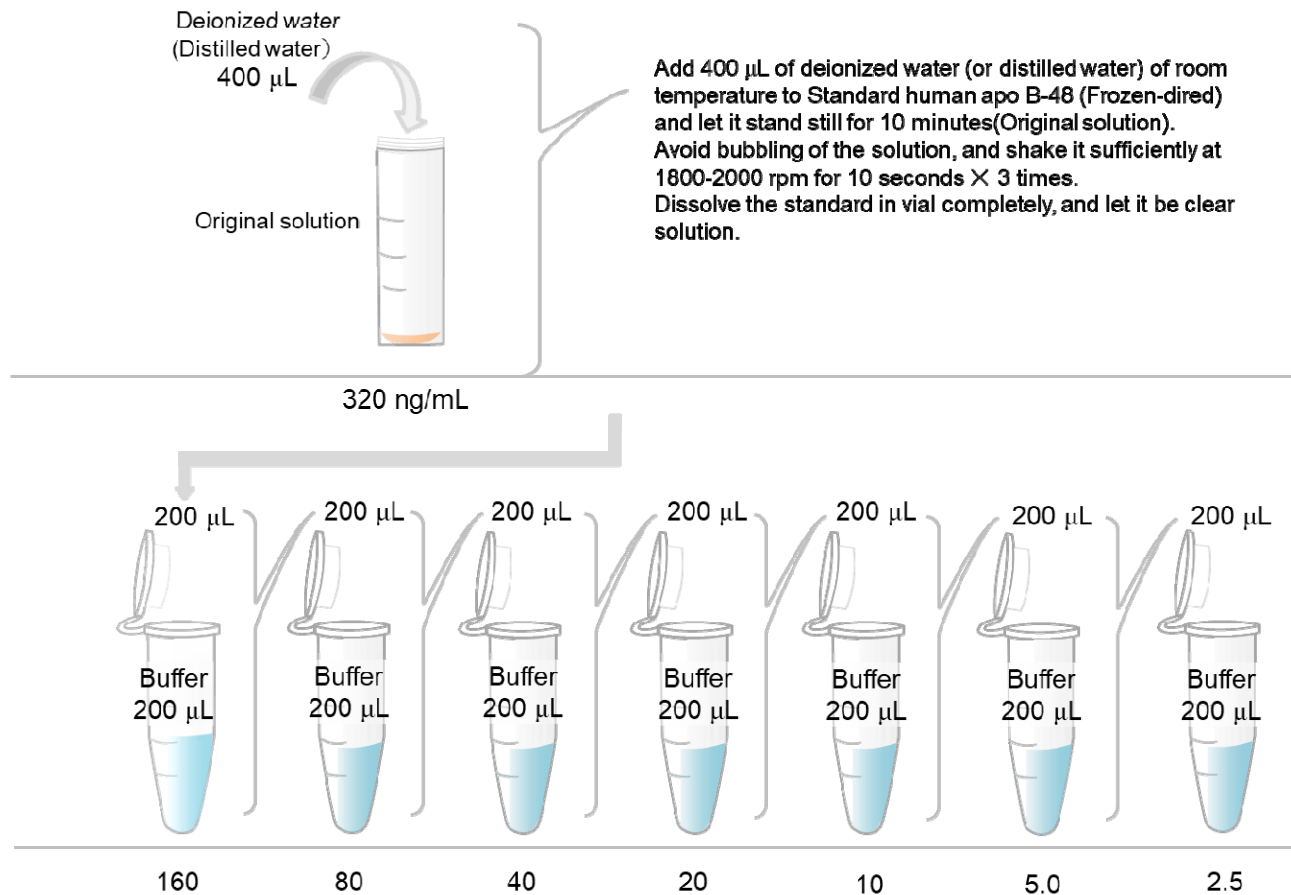 Deionized water
(Distilled water)
400 μL
Add 400 μL of deionized water (or distilled water) of room
temperature to Standard human apo B-48 (Frozen-dired)
and let it stand still for 10 minutes(Original solution).
Avoid bubbling of the solution, and shake it sufficiently at
1800-2000 rpm for 10 seconds × 3 times.
Dissolve the standard in vial completely, and let it be clear
solution.
Original solution
320 ng/mL
200 μL 200 μL 200 μL 200 μL 200 μL 200 μL 200 μL
Buffer Buffer Buffer Buffer Buffer Buffer Buffer
200 μL 200 μL 200 μL 200 μL 200 μL 200 μL 200 μL
160 80 40 20 10 5.0 2.5